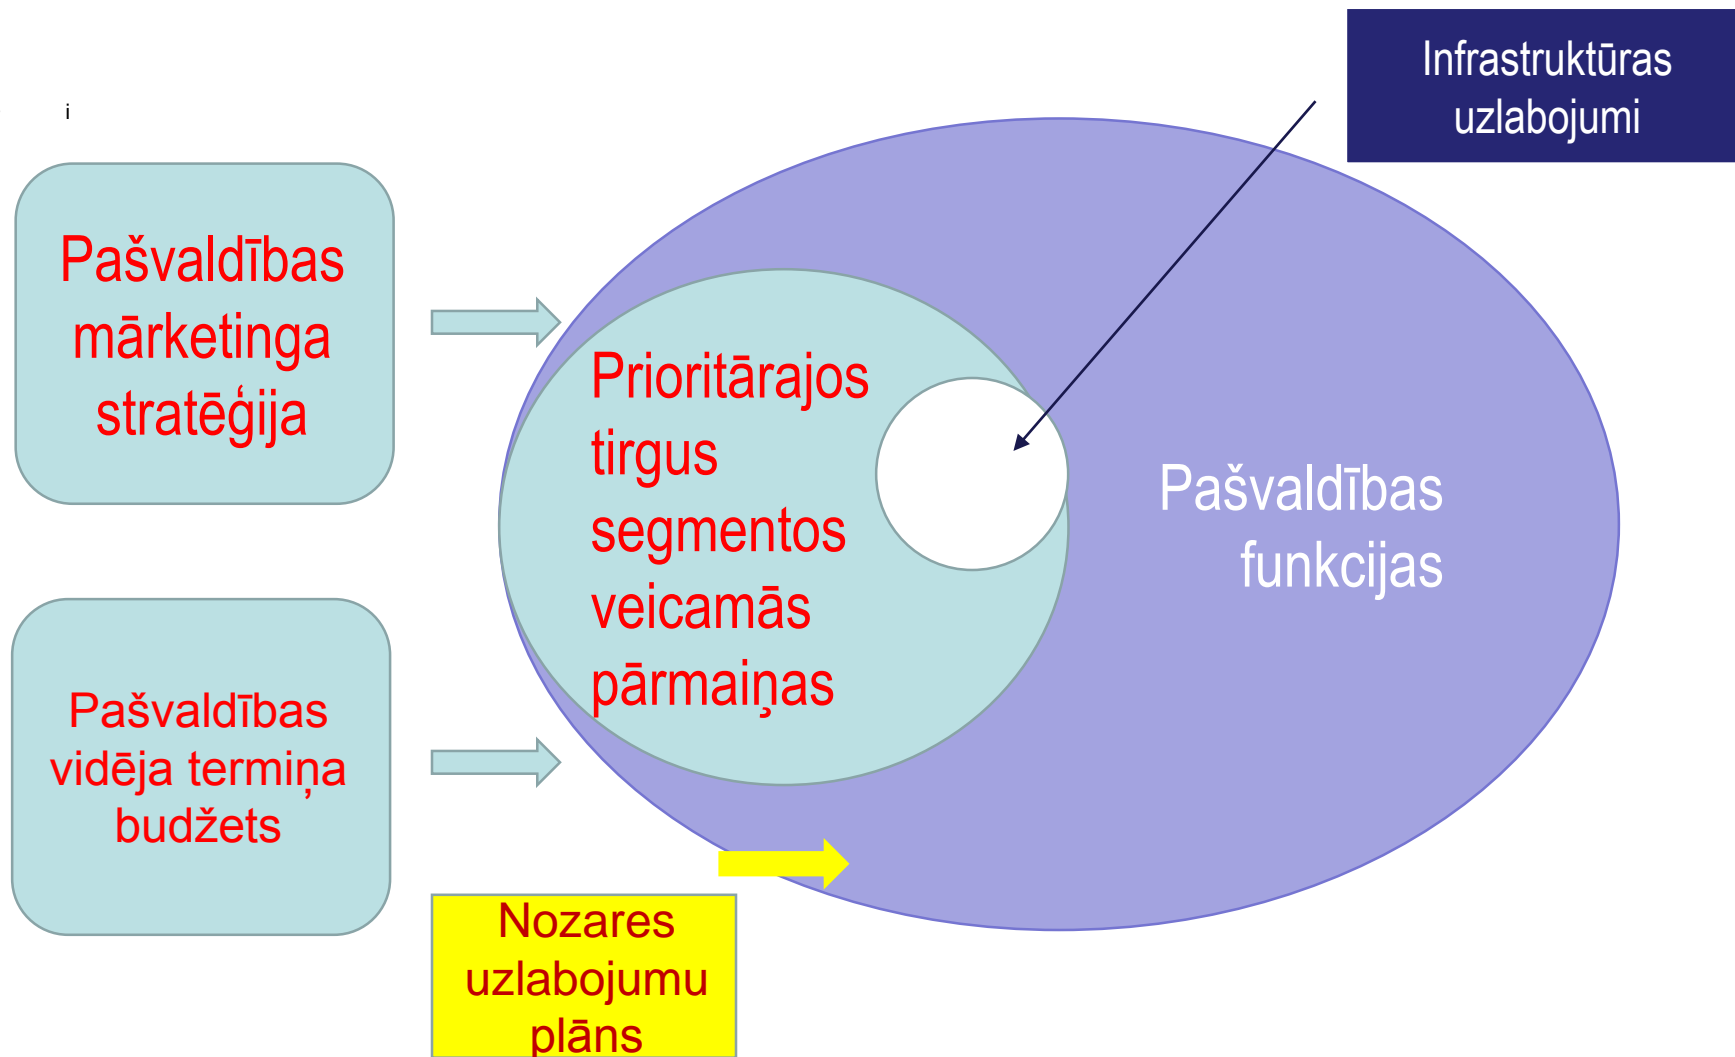 Infrastruktūras
uzlabojumi
i
Pašvaldības
mārketinga
stratēģija
Prioritārajos
tirgus
segmentos
veicamās
pārmaiņas
Pašvaldības
funkcijas
Pašvaldības
vidēja termiņa
budžets
Nozares
uzlabojumu
plāns